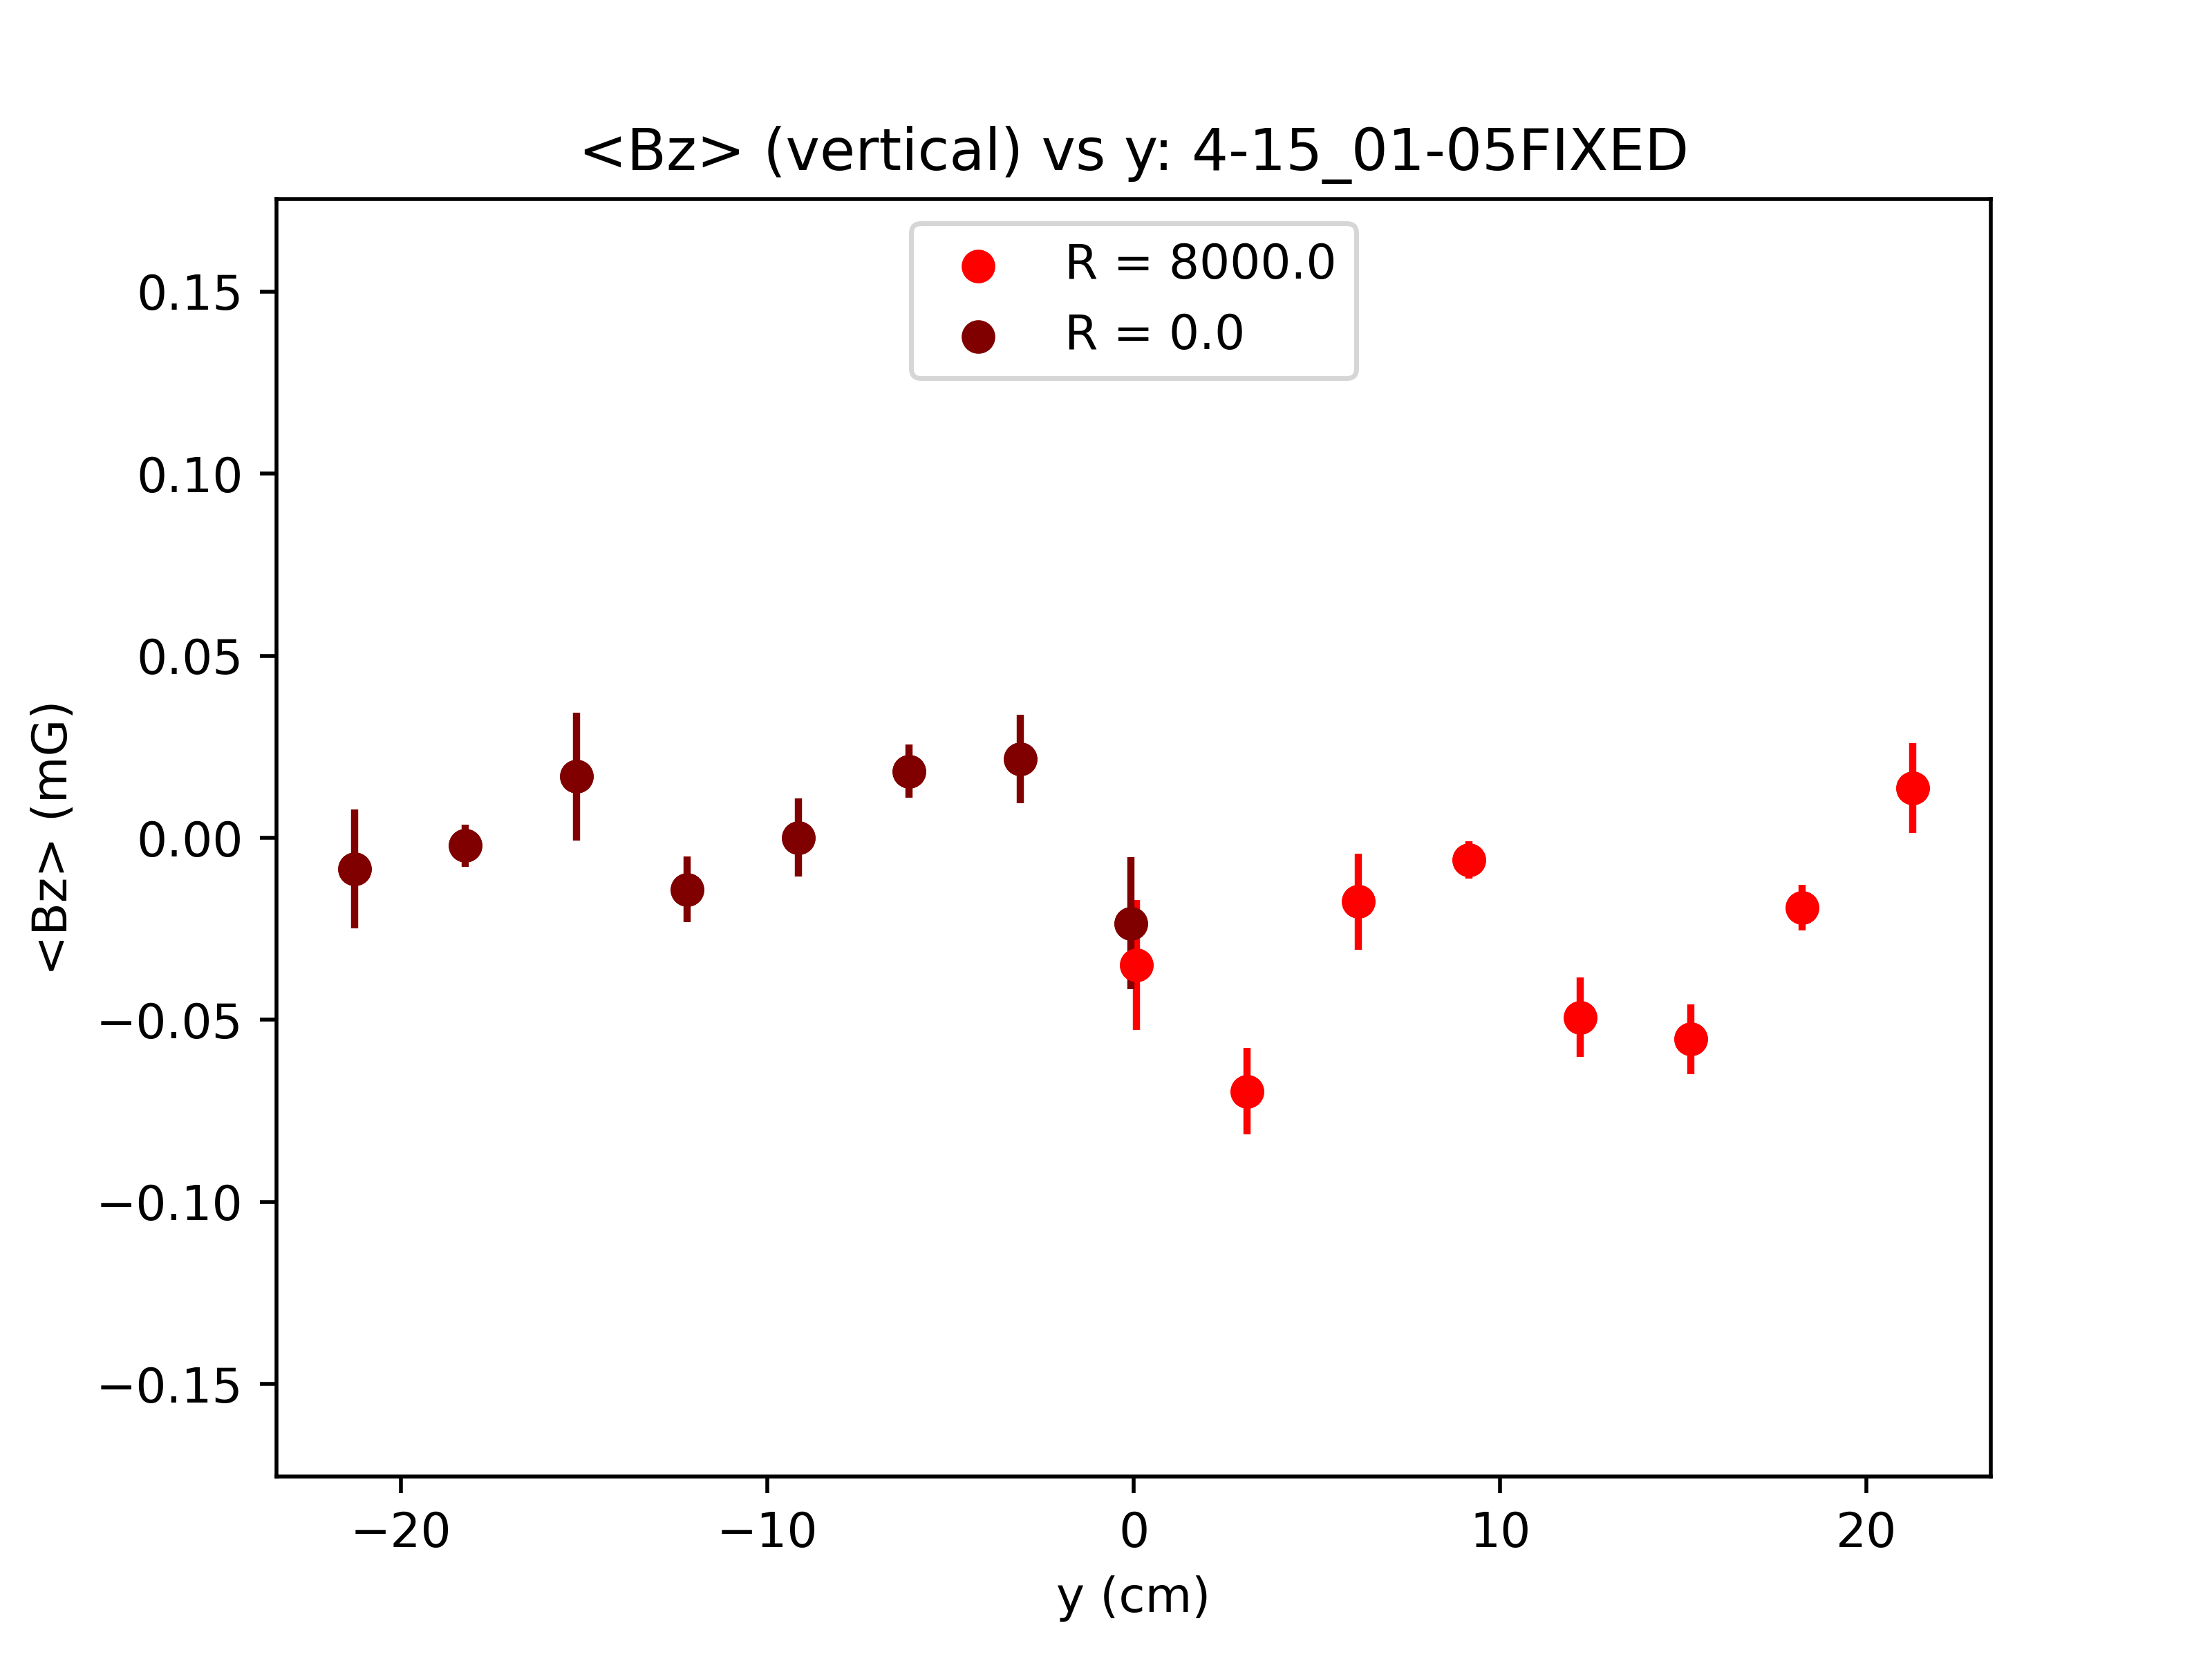 <Bz> (vertical) vs y: 4-15_01-05FIXED
R = 8000.0
R = 0.0
0.15
0.10
0.05
0.00
−0.05
−0.10
−0.15
<Bz> (mG)
−20
−10
0
10
20
y (cm)